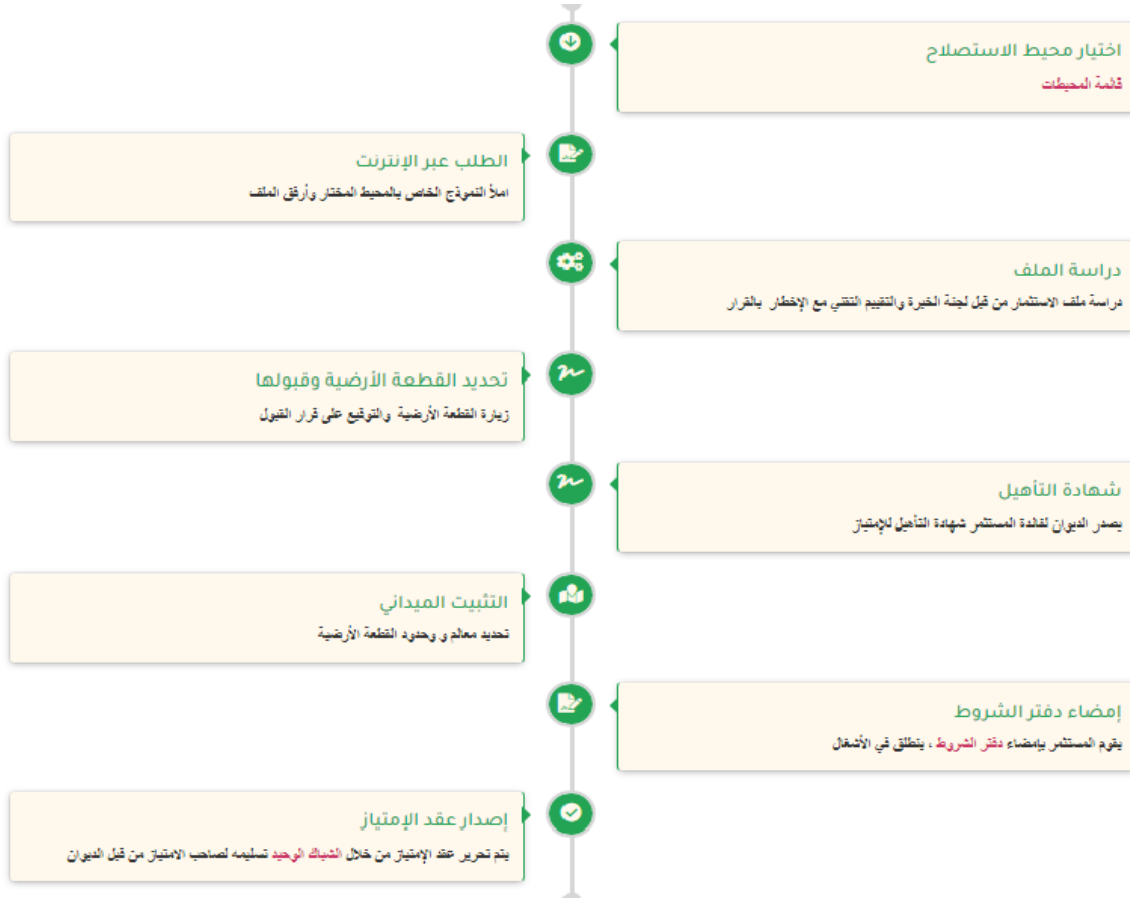 اختيار محيط الاستصلاح
قائمة المحيطات
الطلب عبر الإنترنت
املأ النموذج الخاص بالمحيط المختار وأرفق الملف
دراسة الملف
دراسة ملف الاستثمار من قبل لجنة الخبرة والتقييم التقني مع الإخطار بالقرار
تحديد القطعة الأرضية وقبولها
زيارة القطعة الأرضية والتوقيع على قرار القبول
شهادة التأهيل
يصدر الديوان لفائدة المستثمر شهادة التأهيل للإمتياز
التثبيت الميداني
تحديد معالم و وحدود القطعة الأرضية
إمضاء دفتر الشروط
يقوم المستثمر بإمضاء دفتر الشروط ، ينطلق في الأشغال
إصدار عقد الإمتياز
يتم تحرير عقد الإمتياز من خلال الشباك الوحيد تسليمه لصاحب الامتياز من قبل الديوان